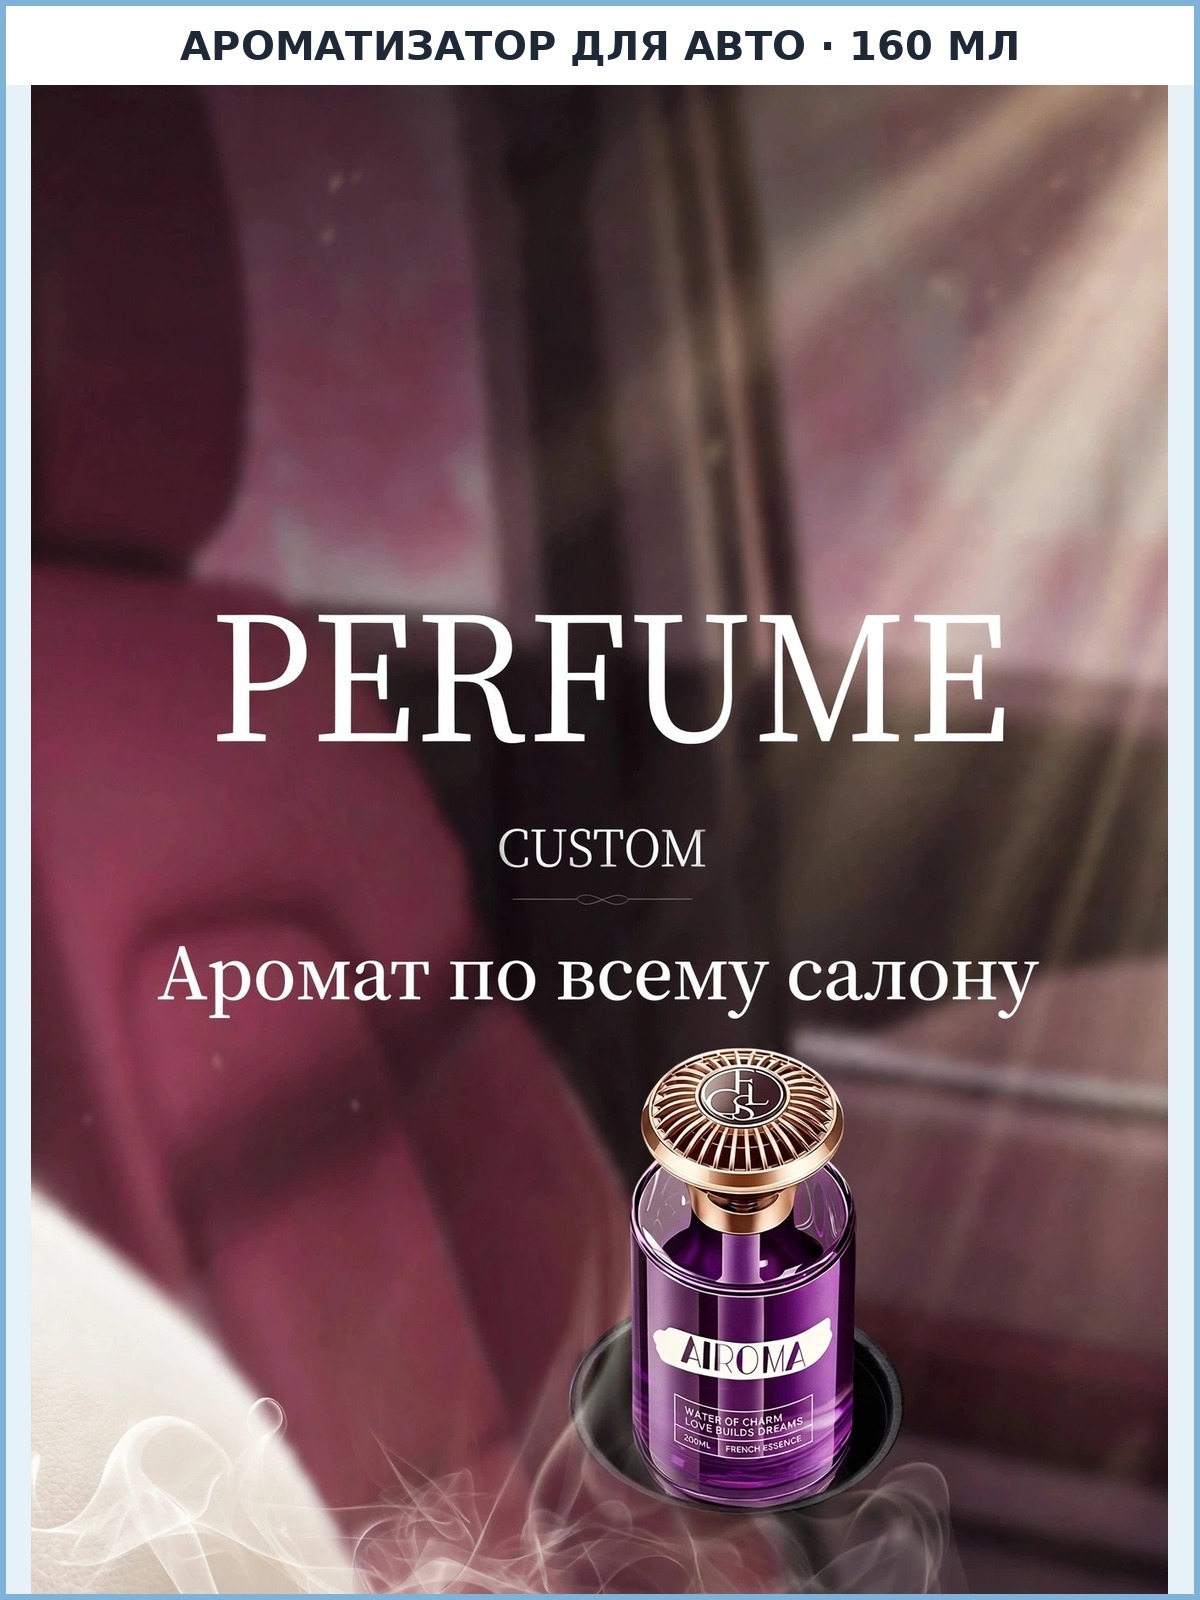 АРОМАТИЗАТОР ДЛЯ АВТО · 160 МЛ
PERFUME
CUSTOM
Аромат по всему салону
AIROMA
WATER OF CHARM
LOVE BUILDS DREAMS
200ML FRENCH ESSENCE